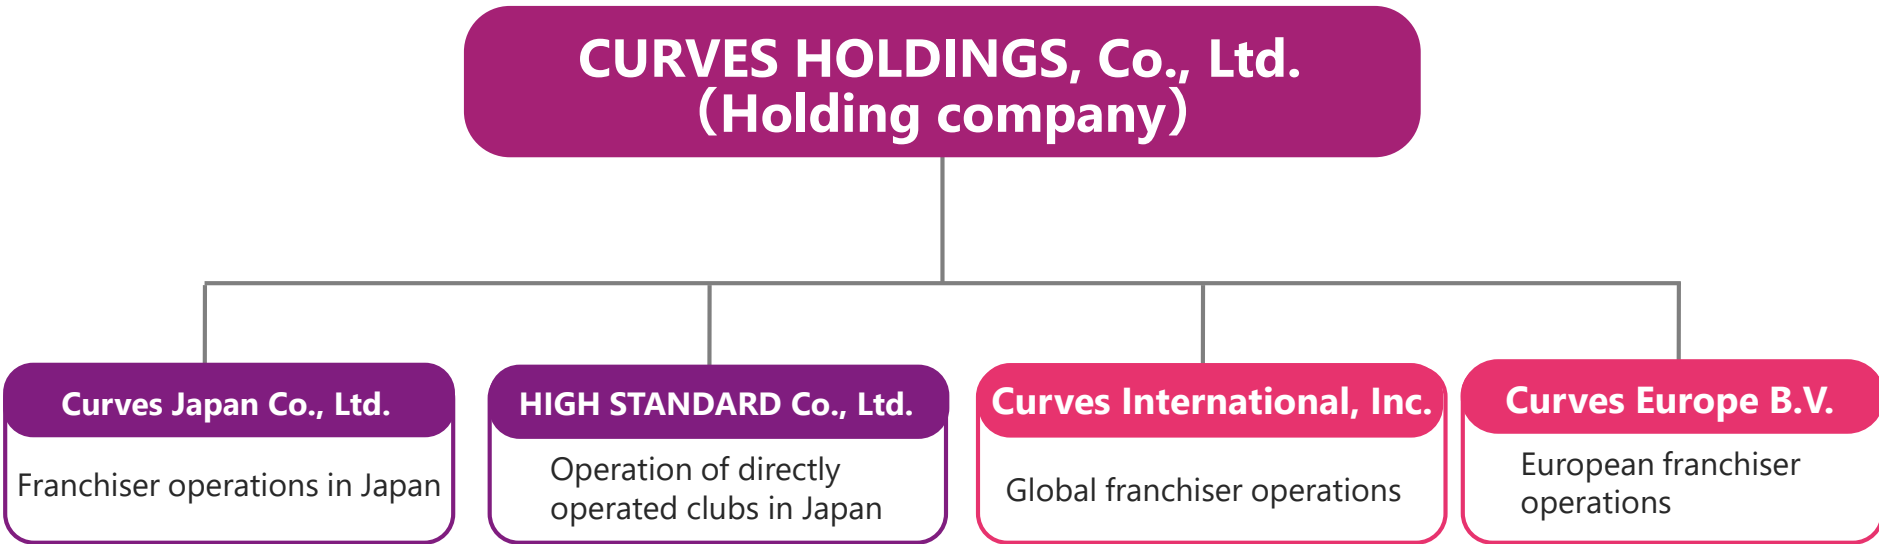 CURVES HOLDINGS, Co., Ltd.
（Holding company）
Curves Japan Co., Ltd.
Franchiser operations in Japan
HIGH STANDARD Co., Ltd.
Operation of directly
operated clubs in Japan
Curves International, Inc.
Global franchiser operations
Curves Europe B.V.
European franchiser
operations